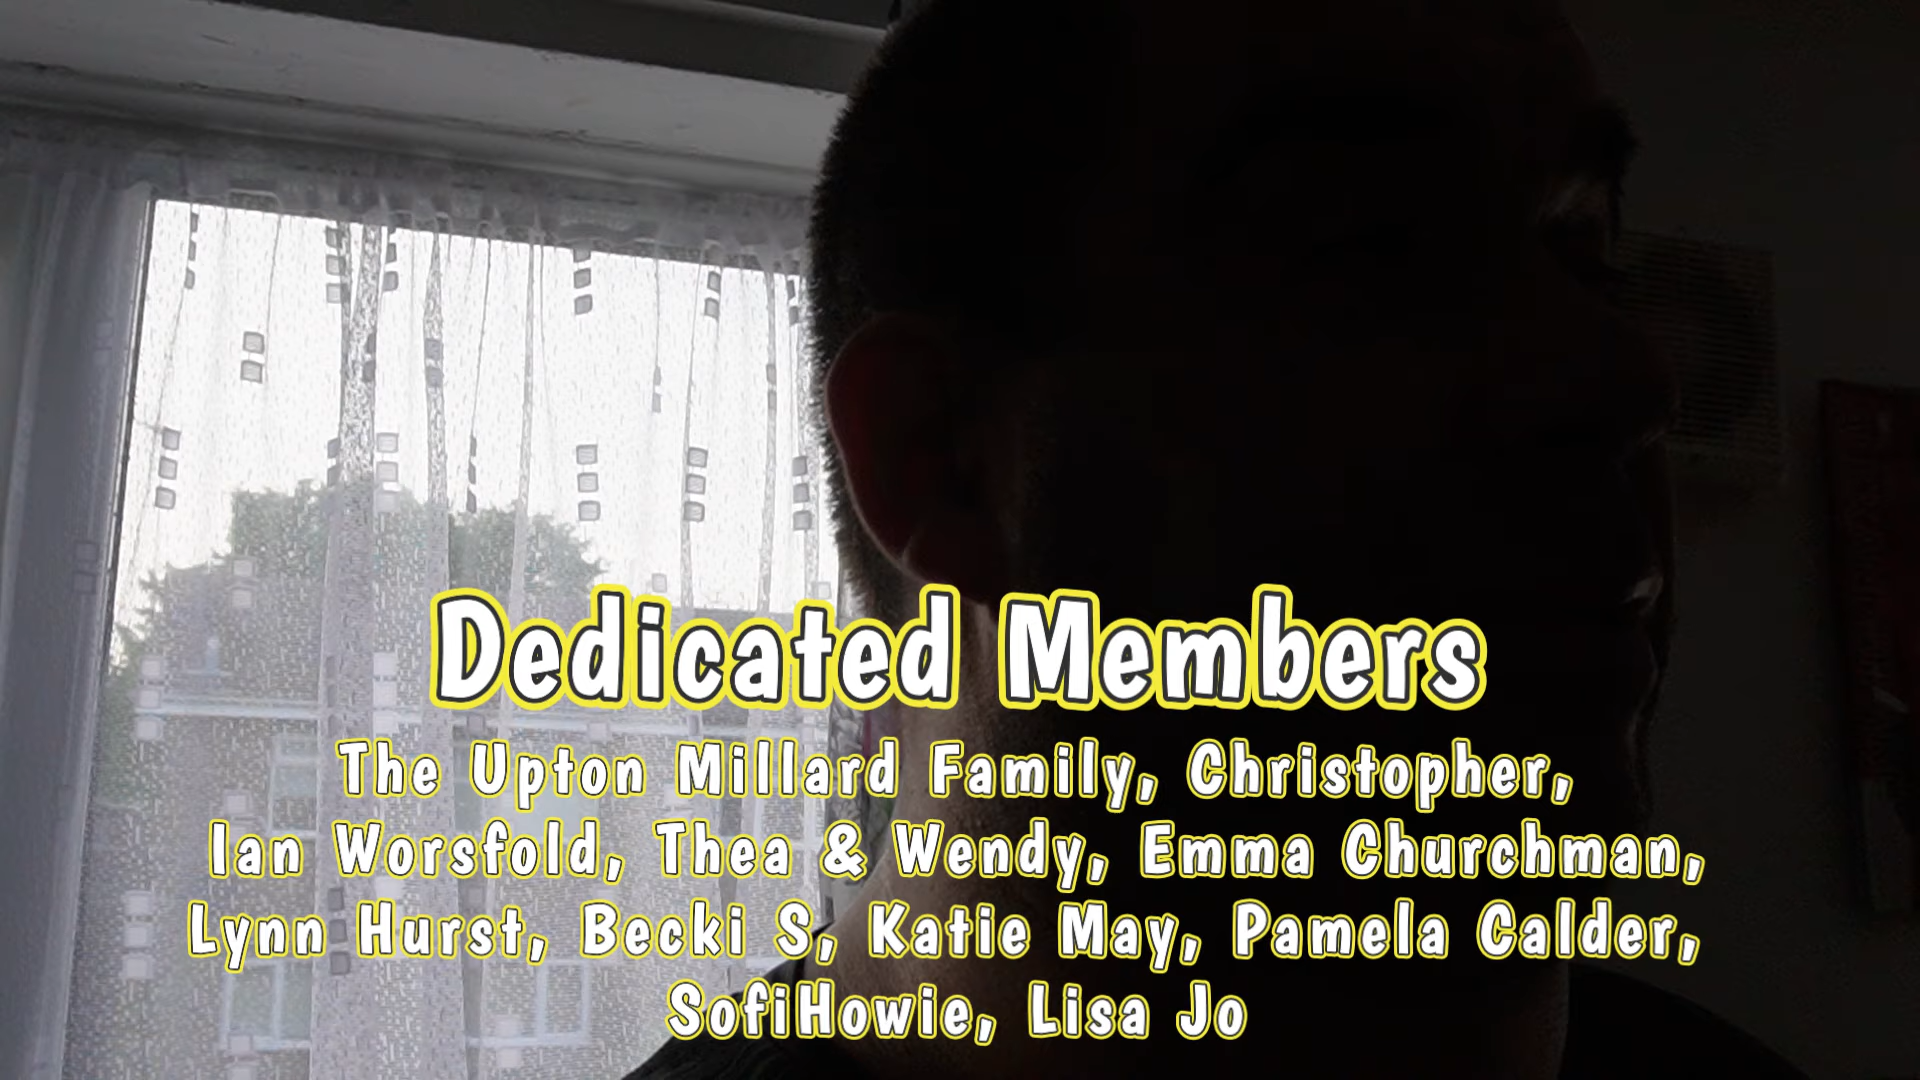 Dedicated Members
The Upton Millard Family, Christopher,
Ian Worsfold, Thea & Wendy, Emma Churchman,
Lynn Hurst, Becki S, Katie May, Pamela Calder,
SofiHowie, Lisa Jo